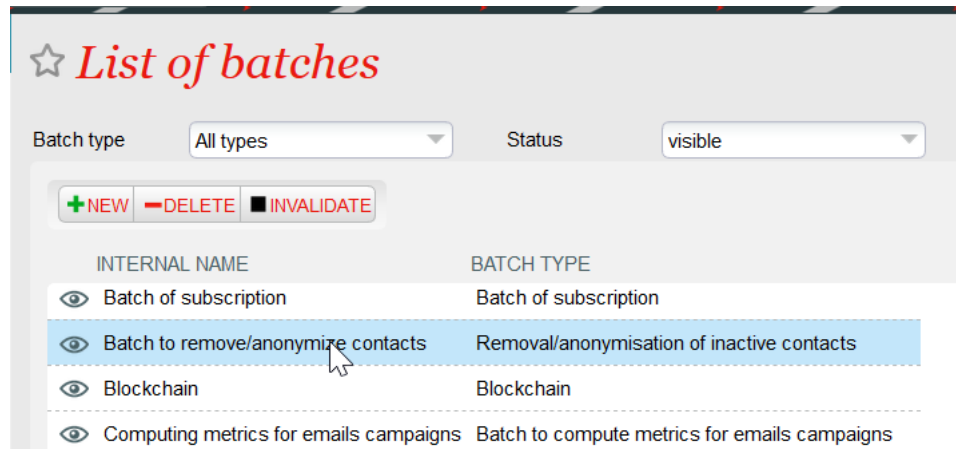 List of batches
Batch type All types Status visible
NEW DELETE INVALIDATE
INTERNAL NAME BATCH TYPE
Batch of subscription Batch of subscription
Batch to remove/anonymize contacts Removal/anonymisation of inactive contacts
Blockchain Blockchain
Computing metrics for emails campaigns Batch to compute metrics for emails campaigns